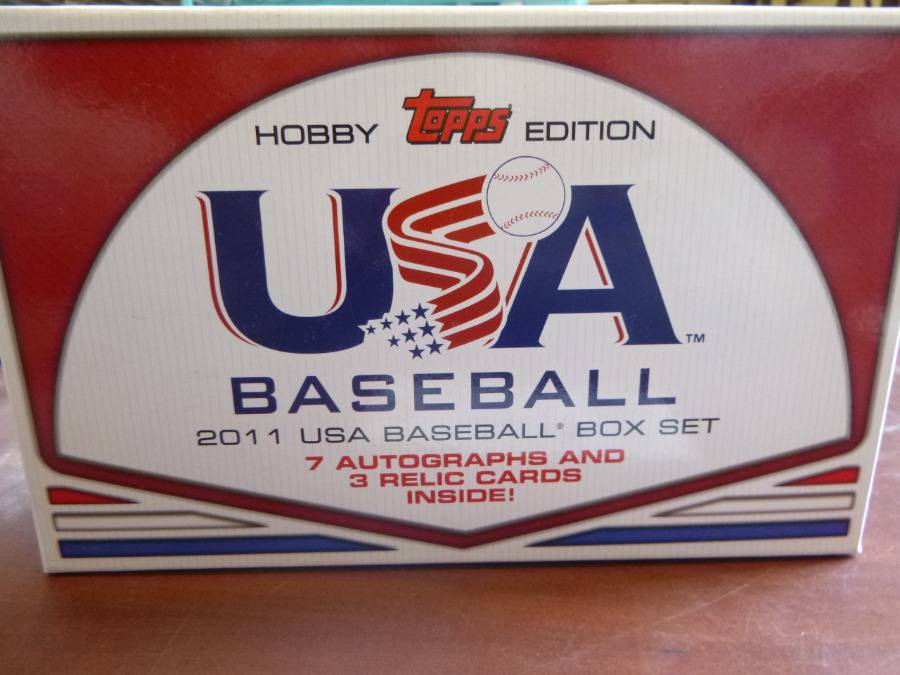 HOBBY Topps EDITION
USA™
BASEBALL
2011 USA BASEBALL® BOX SET
7 AUTOGRAPHS AND
3 RELIC CARDS
INSIDE!